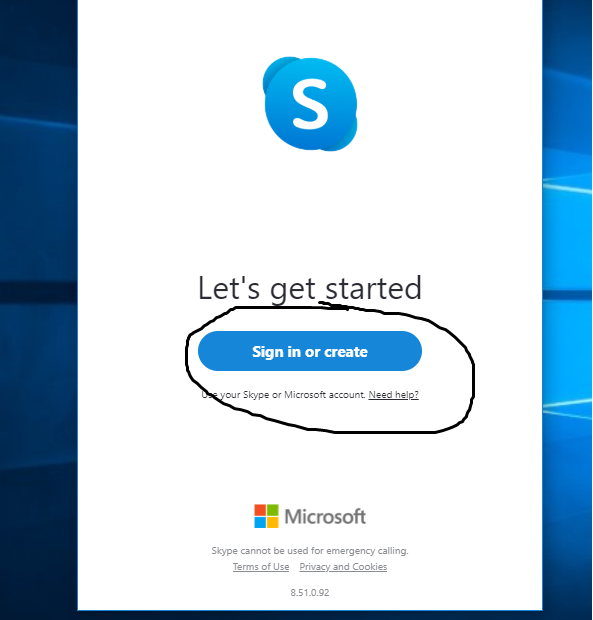 S
Let's get started
Sign in or create
Use your Skype or Microsoft account. Need help?
Microsoft
Skype cannot be used for emergency calling.
Terms of Use Privacy and Cookies
8.51.0.92